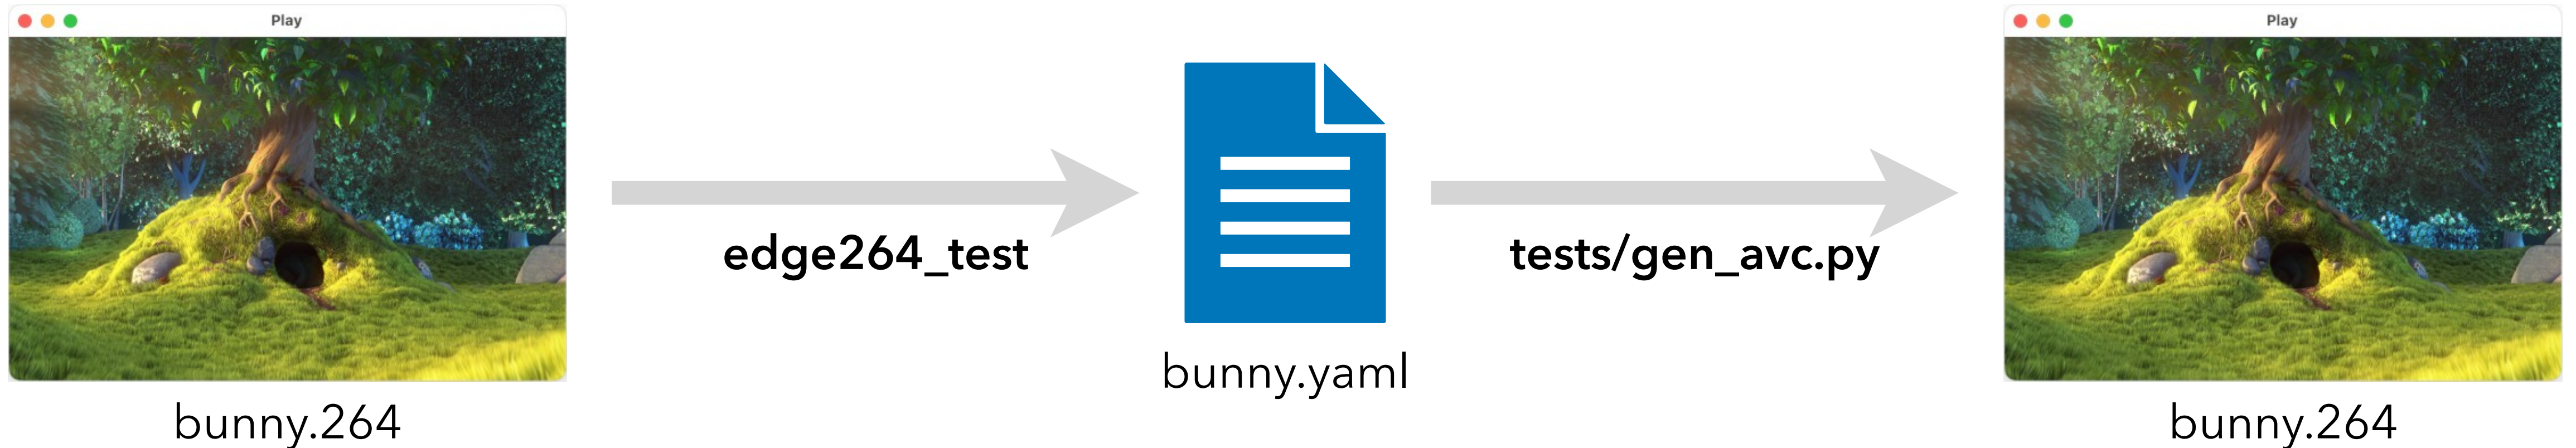 Play
bunny.264
edge264_test
bunny.yaml
tests/gen_avc.py
Play
bunny.264